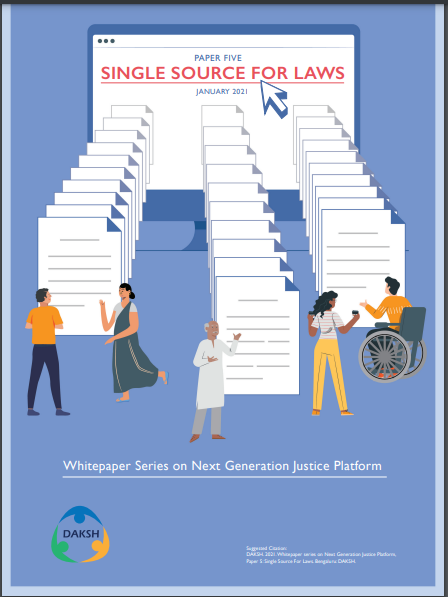 PAPER FIVE
SINGLE SOURCE FOR LAWS
JANUARY 2021
Whitepaper Series on Next Generation Justice Platform
DAKSH
Suggested Citation:
DAKSH. 2021. Whitepaper series on Next Generation Justice Platform,
Paper 5: Single Source For Laws. Bengaluru: DAKSH.